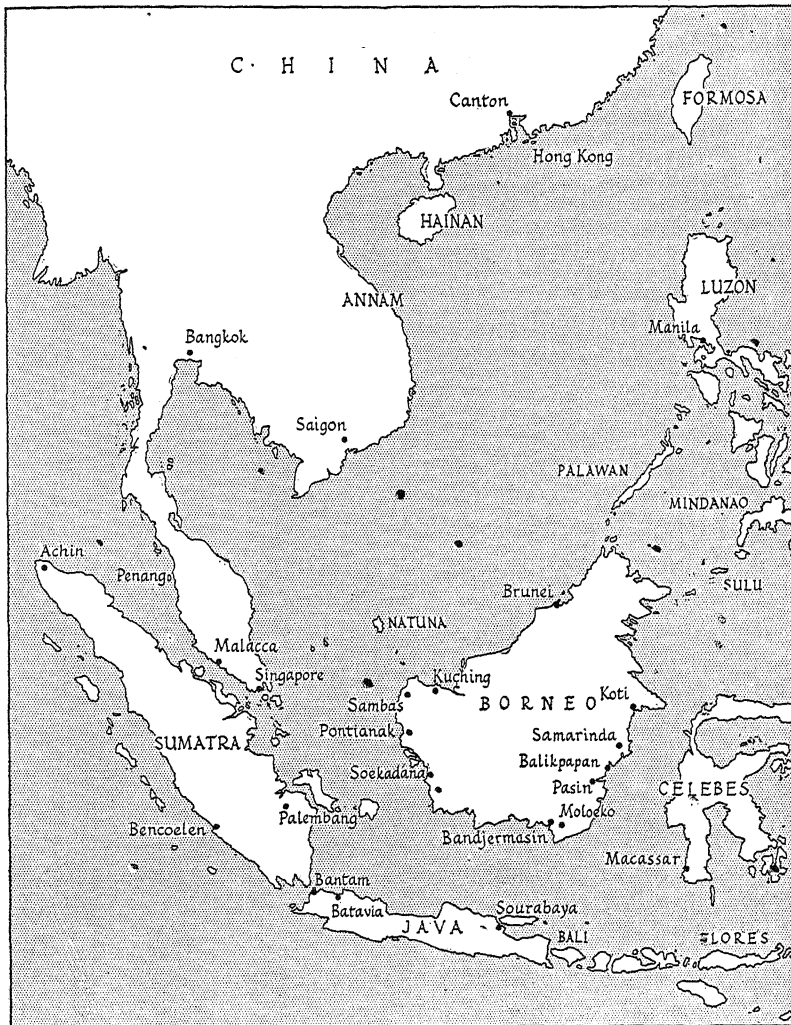 C · H I N A
Canton
FORMOSA
Hong Kong
HAINAN
LUZON
ANNAM
Manila
Bangkok
Saigon
PALAWAN
MINDANAO
Achin
Penang
SULU
Brunei
NATUNA
Malacca
Singapore
Kuching
Sambas
BORNEO
Koti
Pontianak
Samarinda
SUMATRA
Balikpapan
Soekadana
Pasin
CELEBES
Palembang
Moloeko
Bencoelen
Bandjermasin
Macassar
Bantam
Batavia
Sourabaya
JAVA
BALI
FLORES